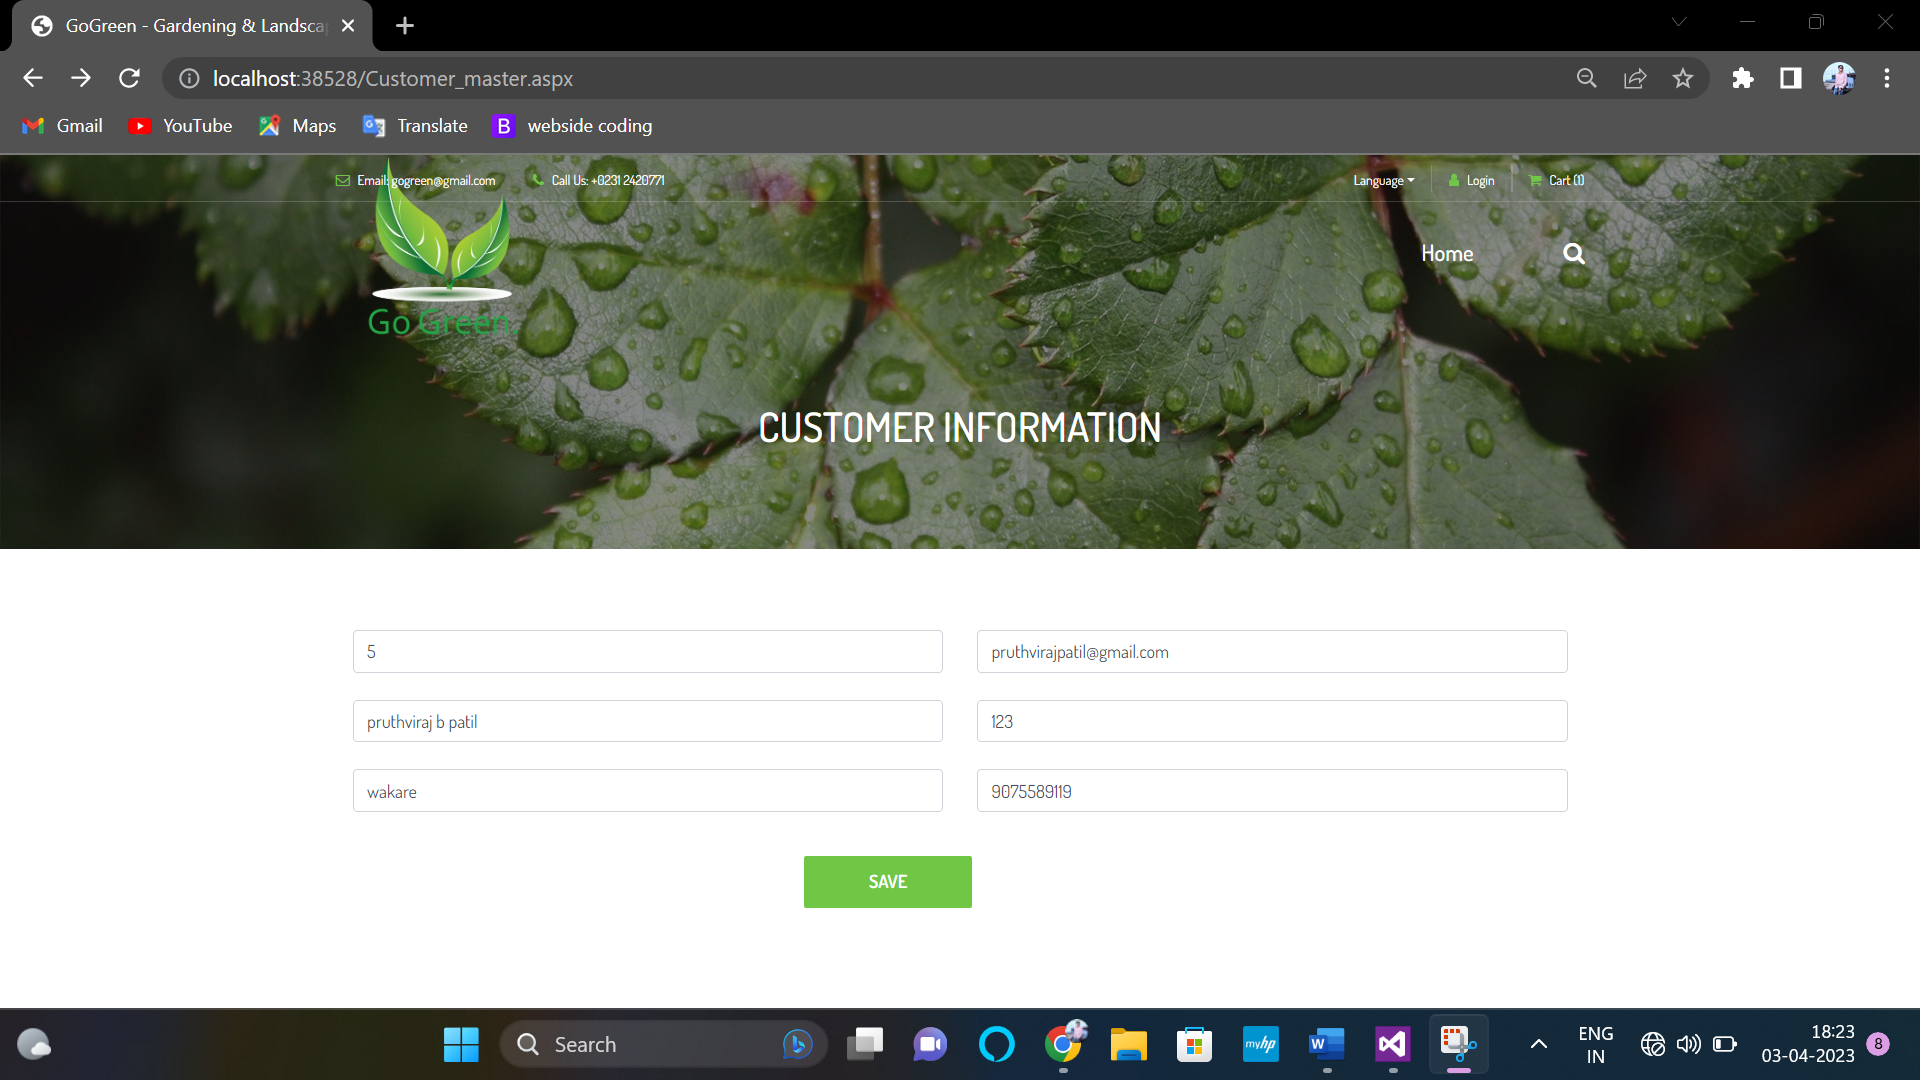 GoGreen - Gardening & Landsca
localhost:38528/Customer_master.aspx
Gmail YouTube Maps Translate B webside coding
Email: gogreen@gmail.com Call Us: +0231 2420771 Language Login Cart (1)
Home
Go Green.
CUSTOMER INFORMATION
5 pruthvirajpatil@gmail.com
pruthviraj b patil 123
wakare 9075589119
SAVE
Search myhp W ENG 18:23
IN 03-04-2023 8